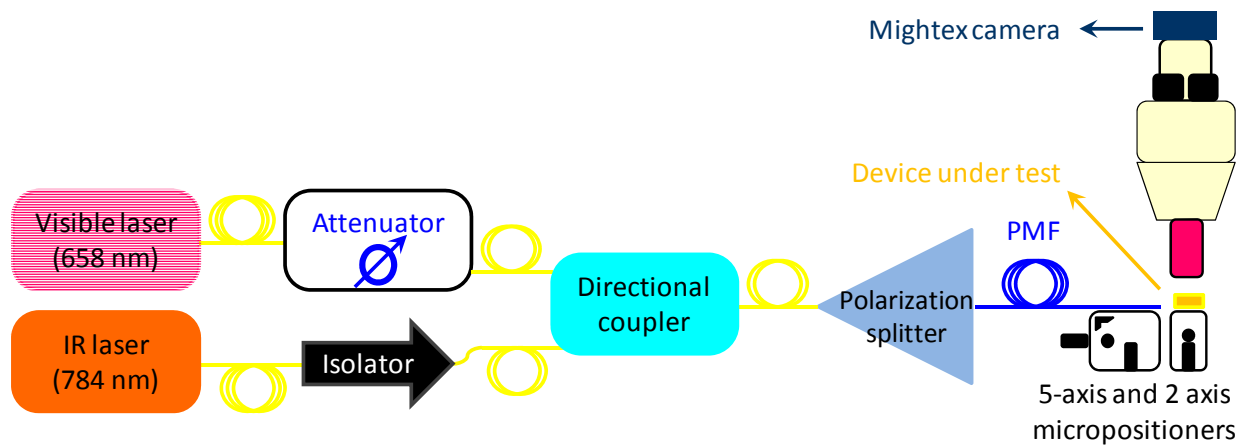 Mightex camera
Device under test
Visible laser
(658 nm)
Attenuator
PMF
Directional
coupler
Polarization
splitter
IR laser
(784 nm)
Isolator
5-axis and 2 axis
micropositioners